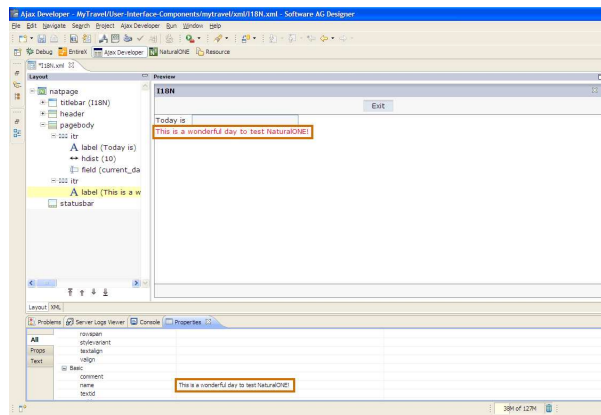 Ajax Developer - MyTravel/User-Interface-Components/mytravel/xml/I18N.xml - Software AG Designer
File Edit Navigate Search Project Ajax Developer Run Window Help
Debug EntireX Ajax Developer NaturalONE Resource
*I18N.xml
Layout
natpage
titlebar (I18N)
header
pagebody
itr
label (Today is)
hdist (10)
field (current_da
itr
label (This is a w
statusbar
Layout XML
Preview
I18N
Exit
Today is
This is a wonderful day to test NaturalONE!
Problems Server Logs Viewer Console Properties
All
Props
Text
rowspan
stylevariant
textalign
valign
Basic
comment
name This is a wonderful day to test NaturalONE!
textid
38M of 127M